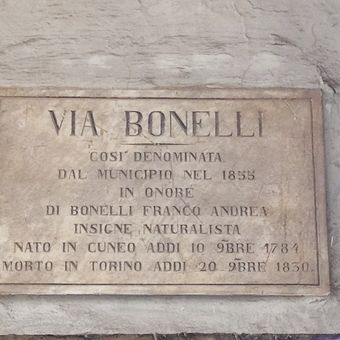 VIA BONELLI
COSI' DENOMINATA
DAL MUNICIPIO NEL 1855
IN ONORE
DI BONELLI FRANCO ANDREA
INSIGNE NATURALISTA
NATO IN CUNEO ADDI 10 9BRE 1784
MORTO IN TORINO ADDI 20 9BRE 1830.